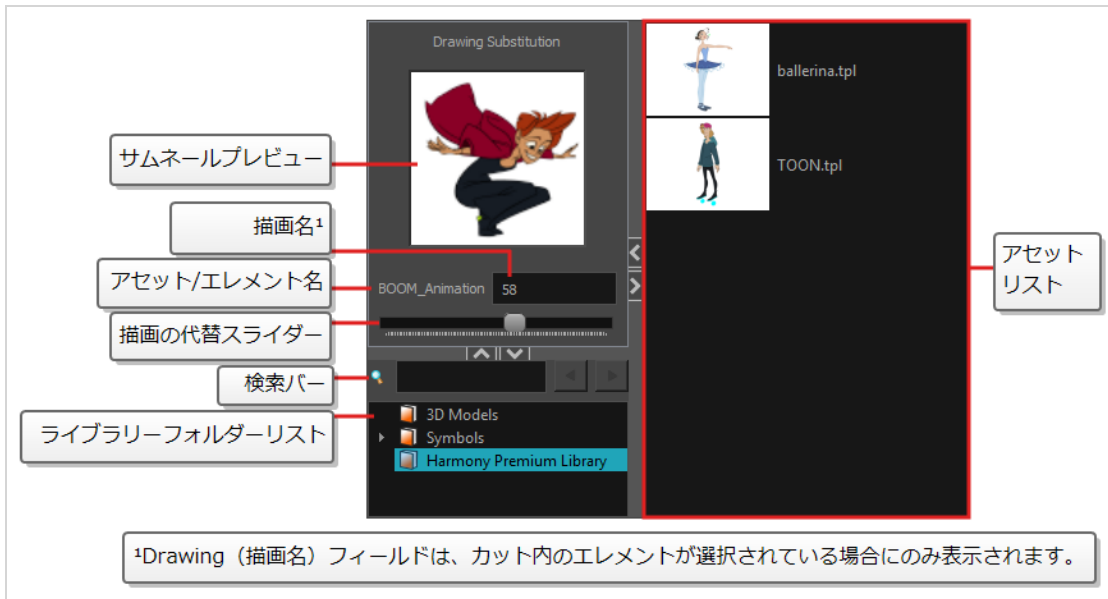 Drawing Substitution
ballerina.tpl
TOON.tpl
サムネールプレビュー
描画名¹
アセット/エレメント名
BOOM_Animation
58
描画の代替スライダー
検索バー
ライブラリーフォルダーリスト
3D Models
Symbols
Harmony Premium Library
アセット
リスト
¹Drawing（描画名）フィールドは、カット内のエレメントが選択されている場合にのみ表示されます。